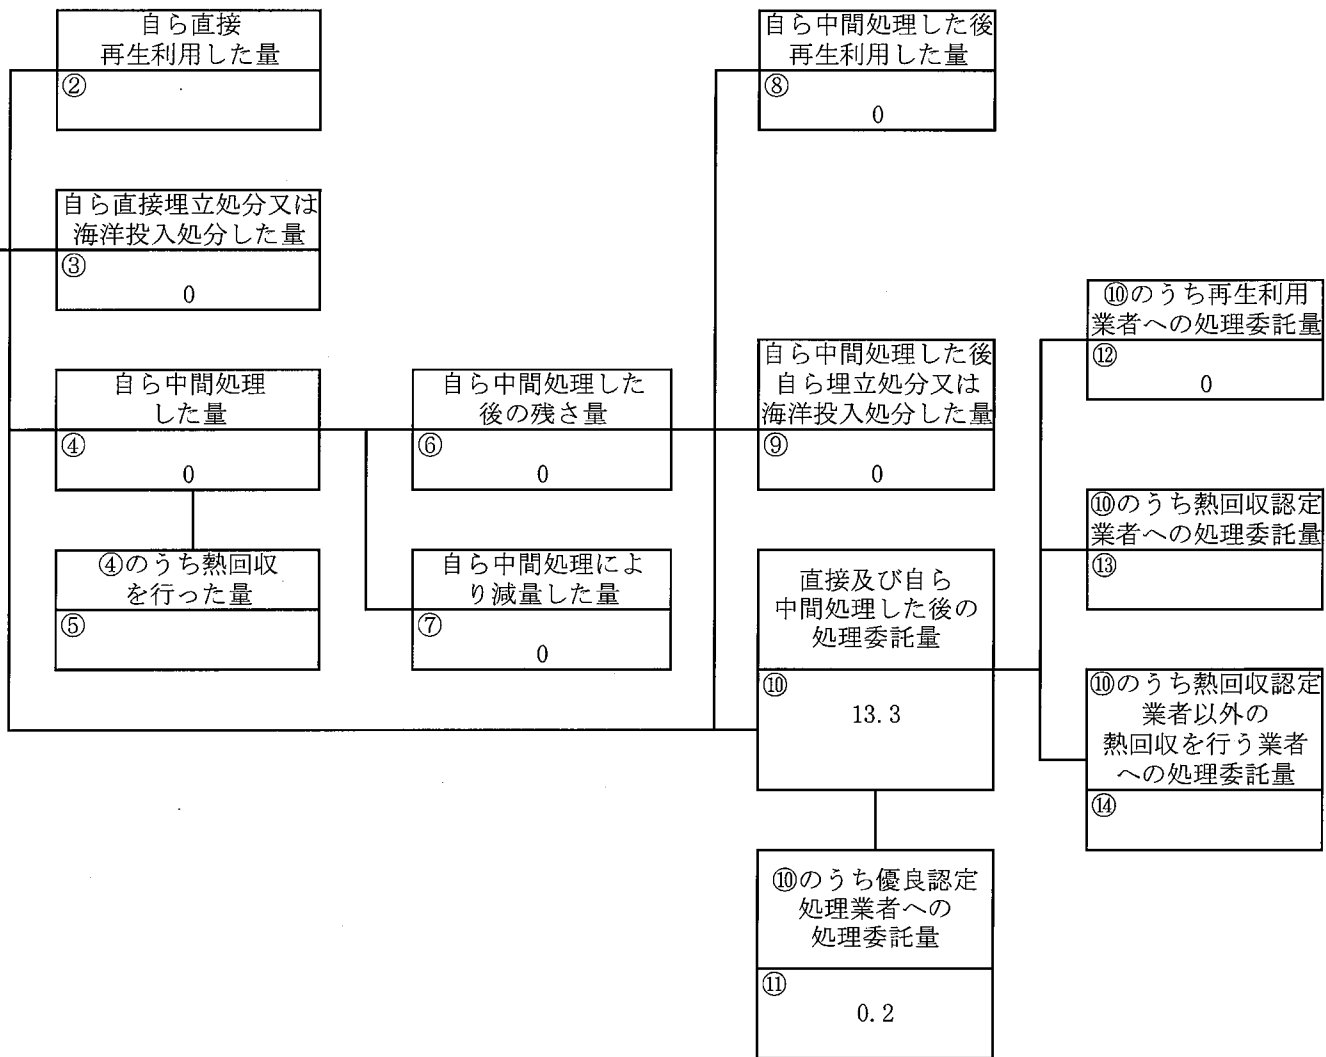 自ら直接
再生利用した量
②
自ら直接埋立処分又は
海洋投入処分した量
③
0
自ら中間処理
した量
④
0
④のうち熱回収
を行った量
⑤
自ら中間処理した
後の残さ量
⑥
0
自ら中間処理によ
り減量した量
⑦
0
自ら中間処理した後
再生利用した量
⑧
0
自ら中間処理した後
自ら埋立処分又は
海洋投入処分した量
⑨
0
直接及び自ら
中間処理した後の
処理委託量
⑩
13.3
⑩のうち優良認定
処理業者への
処理委託量
⑪
0.2
⑩のうち再生利用
業者への処理委託量
⑫
0
⑩のうち熱回収認定
業者への処理委託量
⑬
⑩のうち熱回収認定
業者以外の
熱回収を行う業者
への処理委託量
⑭